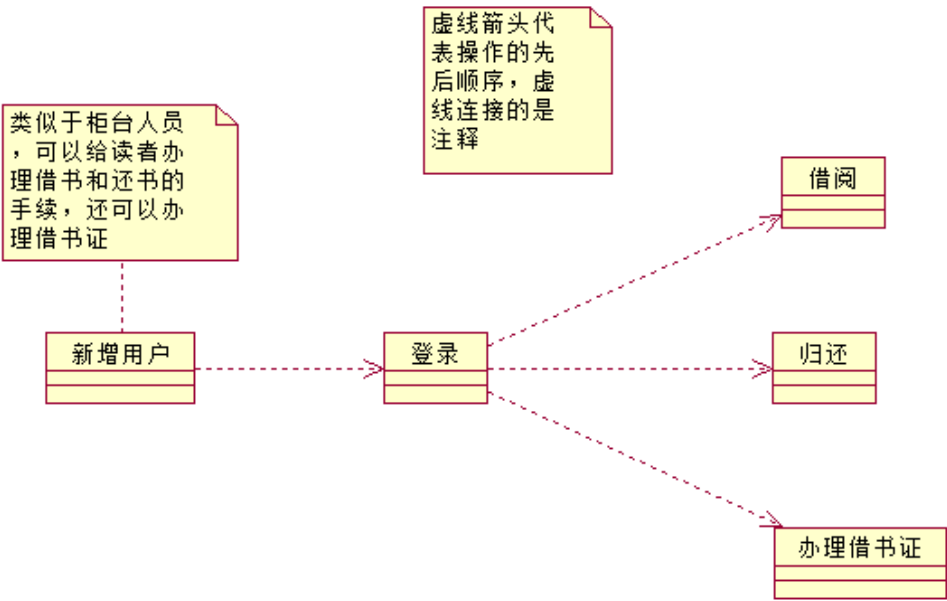 虚线箭头代
表操作的先
后顺序，虚
线连接的是
注释
类似于柜台人员
，可以给读者办
理借书和还书的
手续，还可以办
理借书证
借阅
新增用户
登录
归还
办理借书证